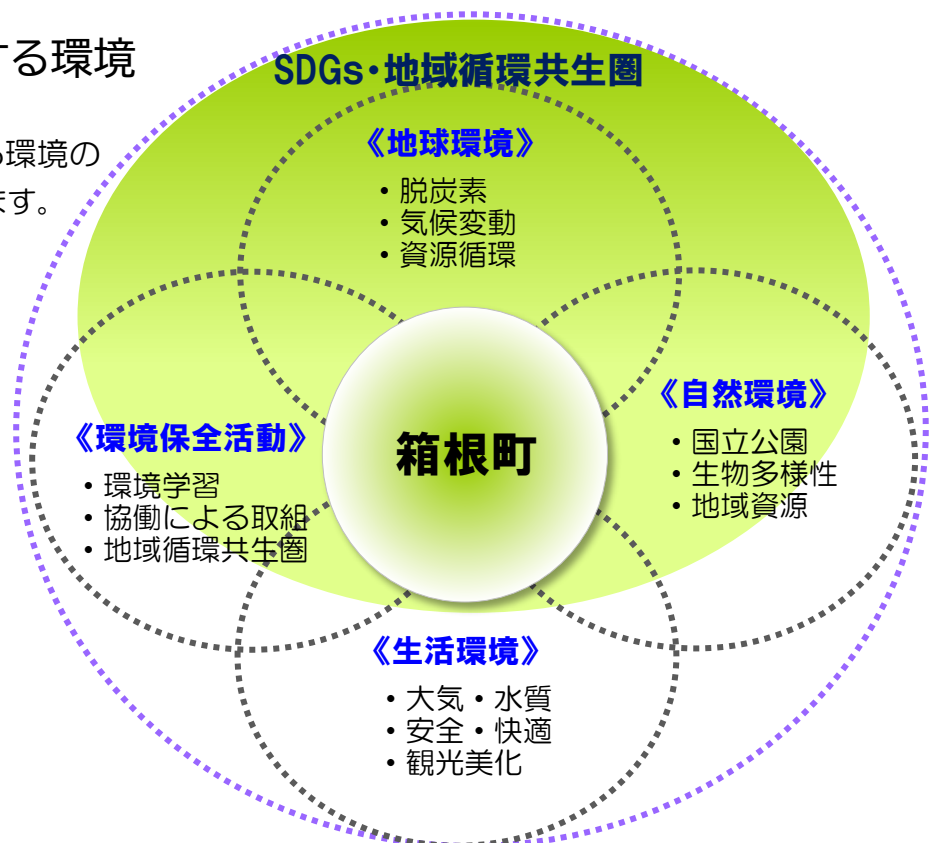 る環境
SDGs・地域循環共生圏
る環境の
ます。
《地球環境》
・脱炭素
・気候変動
・資源循環
《環境保全活動》
・環境学習
・協働による取組
・地域循環共生圏
箱根町
《自然環境》
・国立公園
・生物多様性
・地域資源
《生活環境》
・大気・水質
・安全・快適
・観光美化